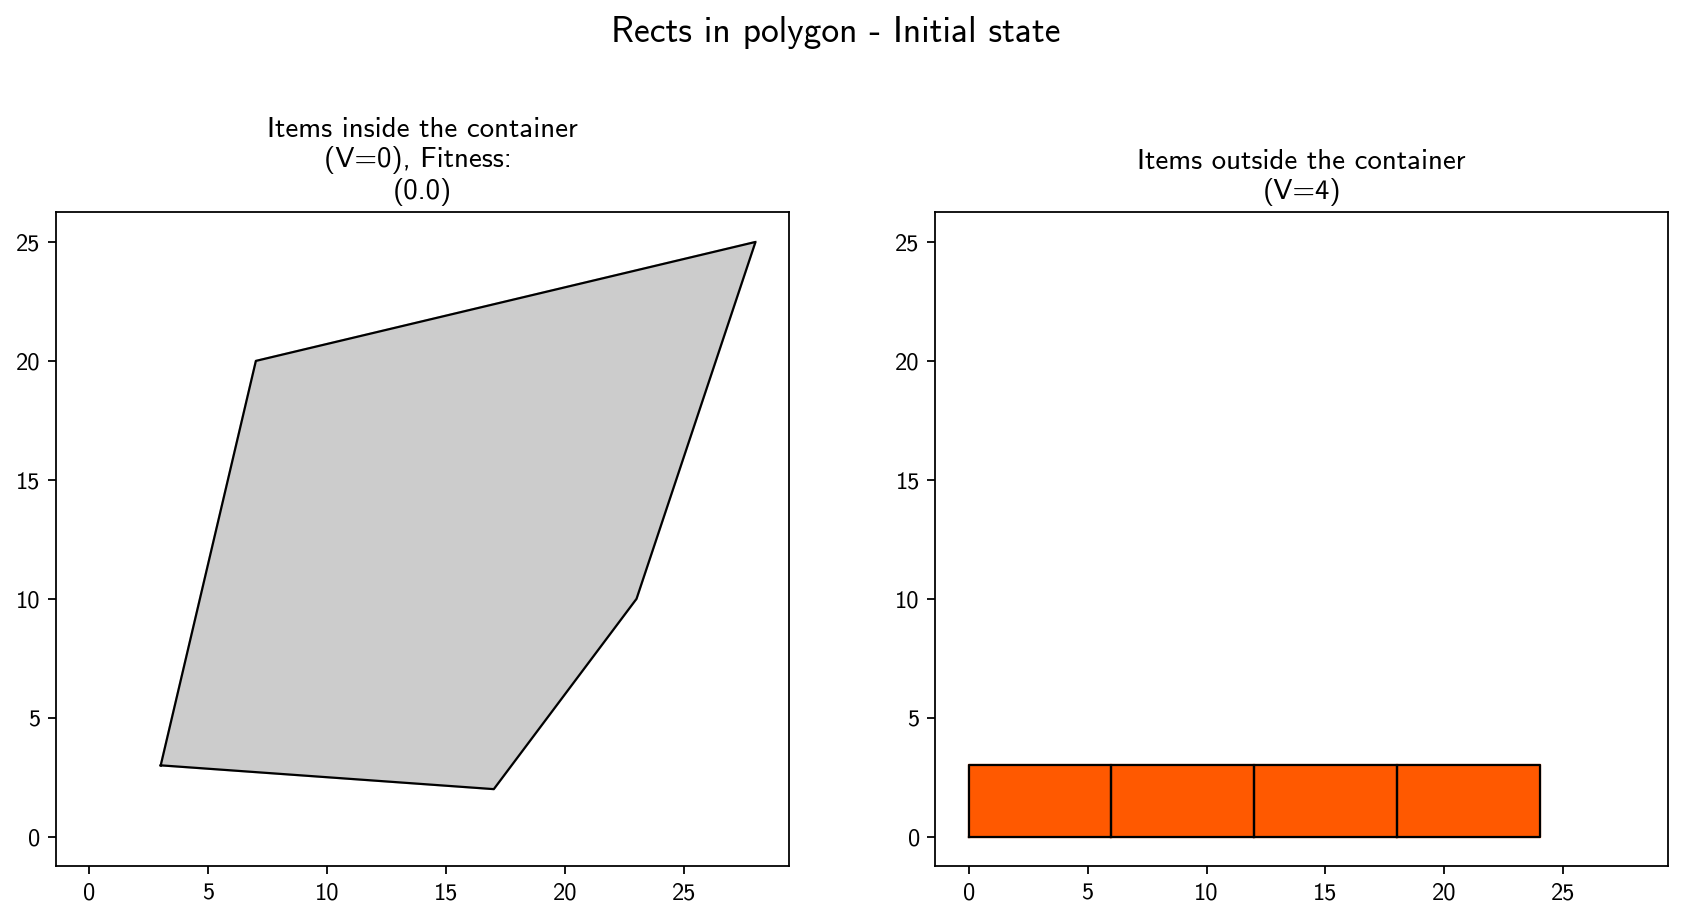 Rects in polygon - Initial state
Items inside the container
(V=0), Fitness:
(0.0)
25
20
15
10
5
0
0 5 10 15 20 25
Items outside the container
(V=4)
25
20
15
10
5
0
0 5 10 15 20 25